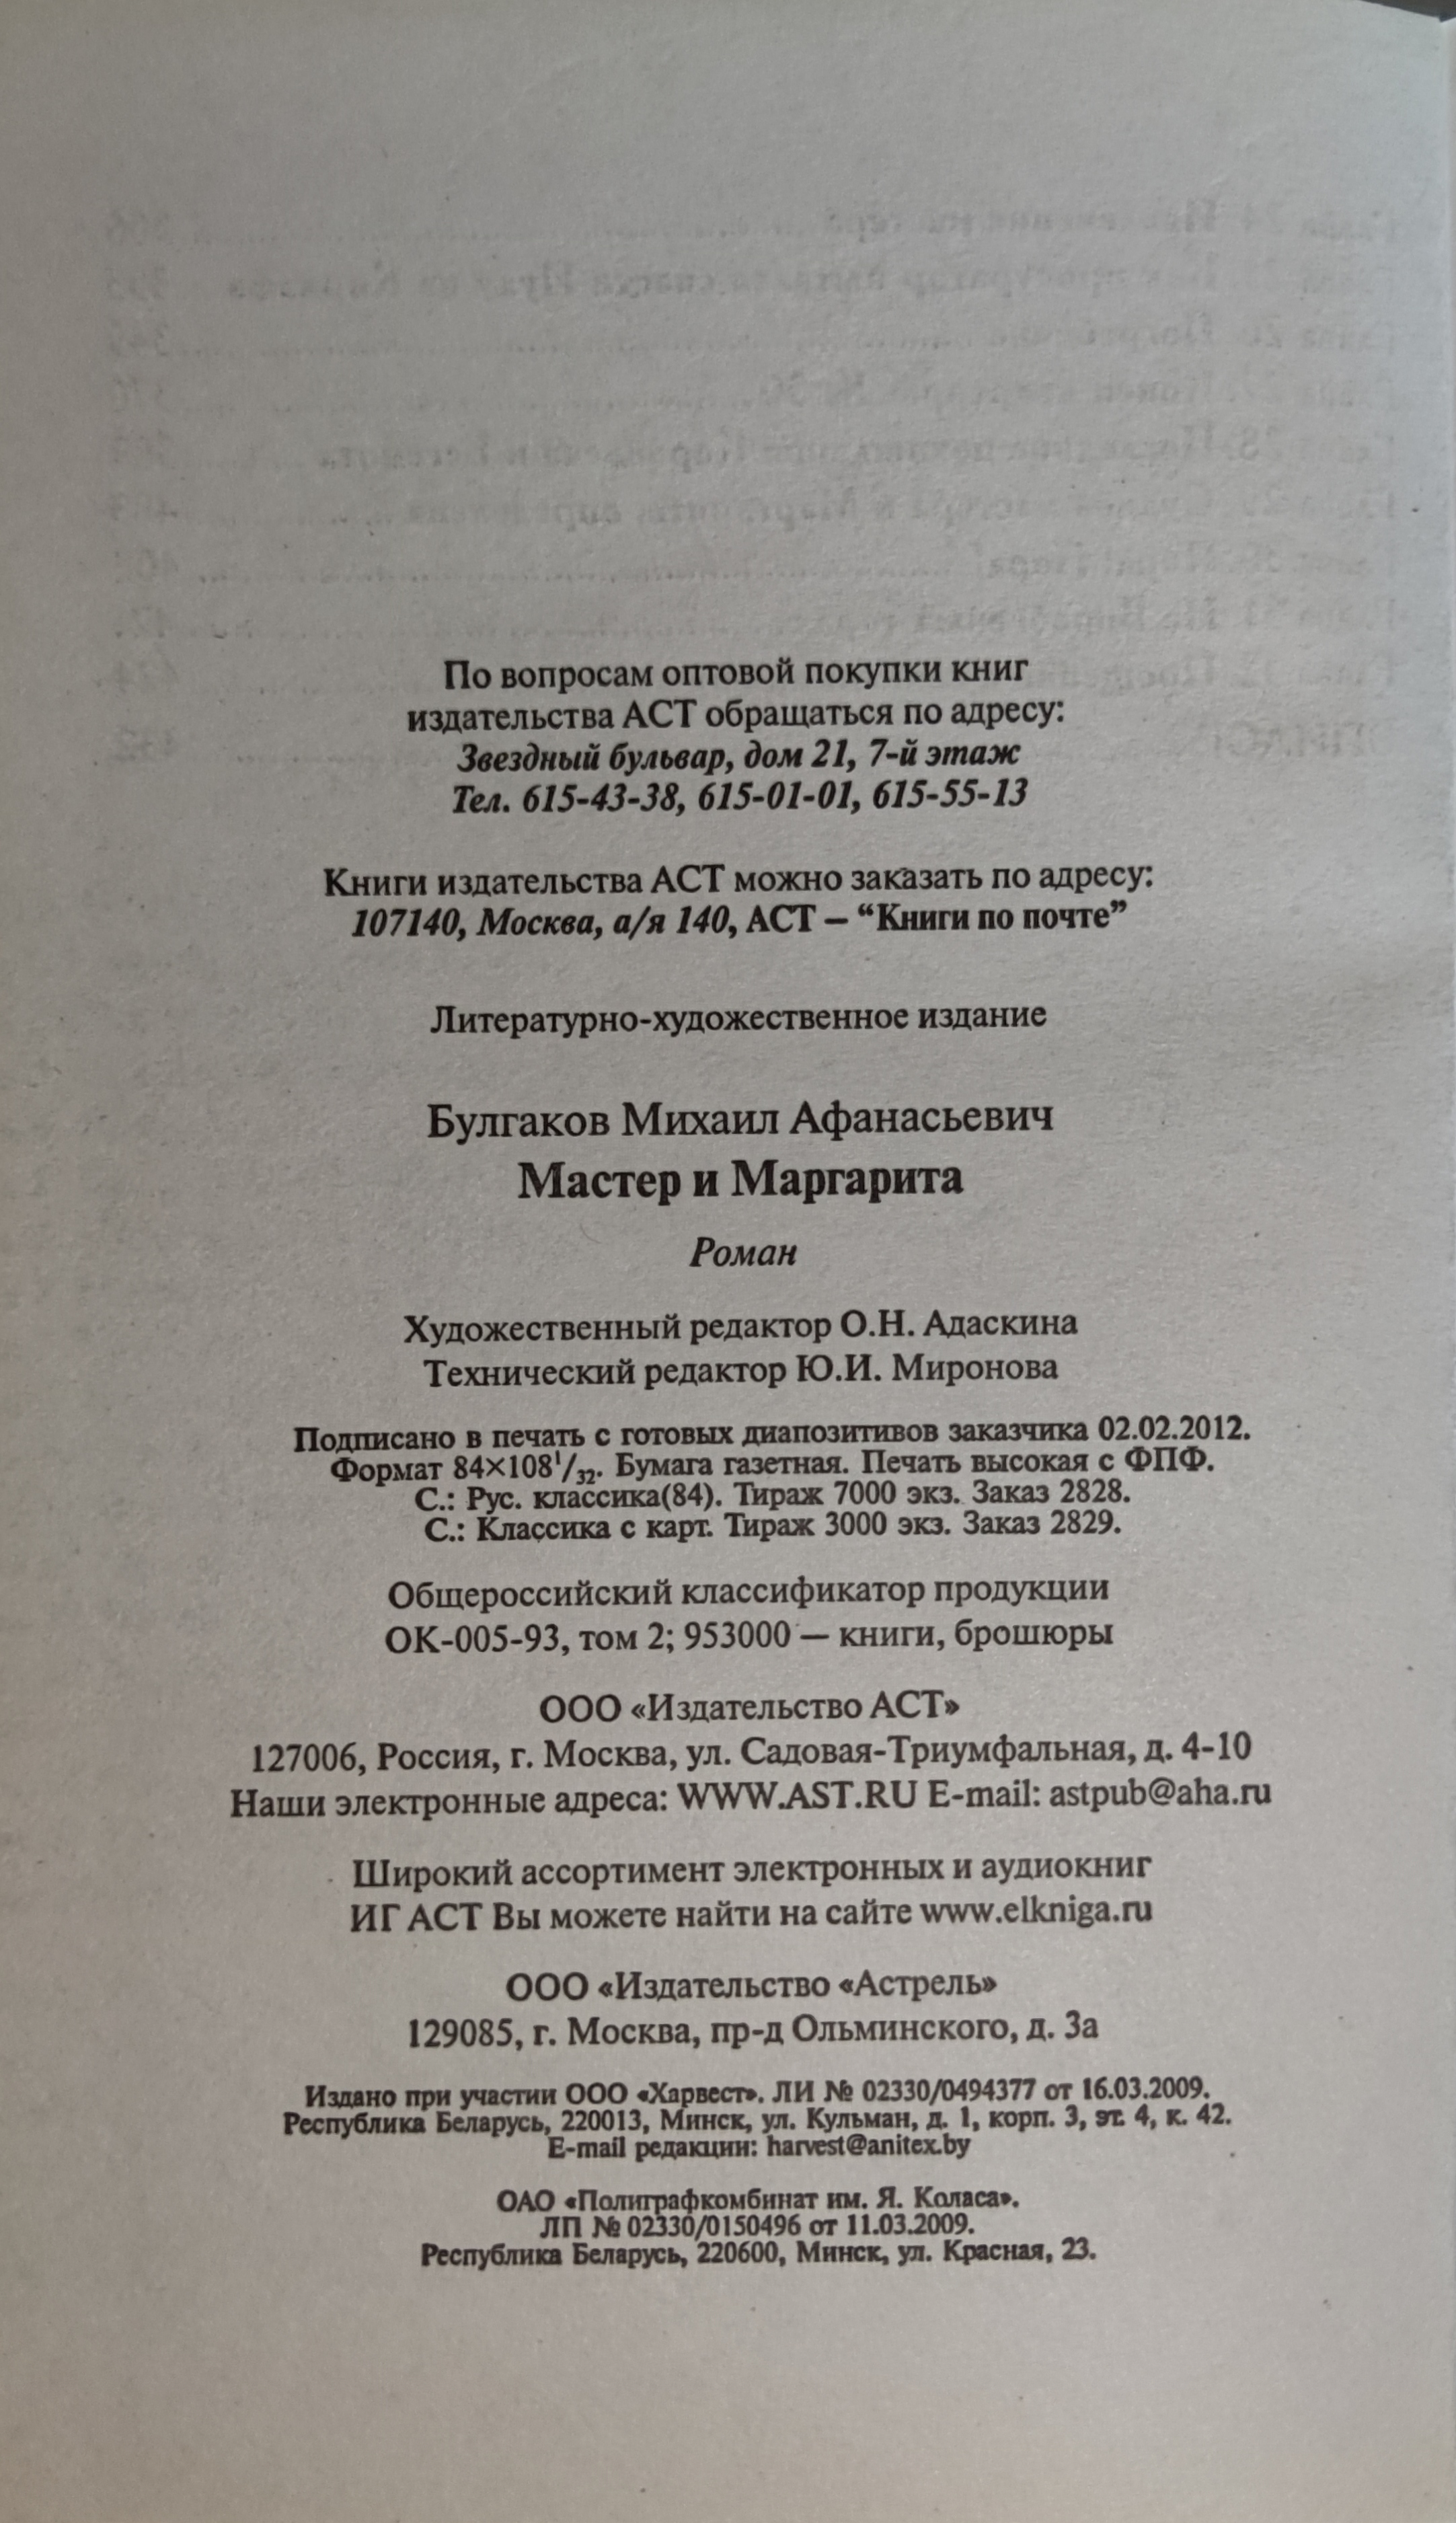 По вопросам оптовой покупки книг
издательства АСТ обращаться по адресу:
Звездный бульвар, дом 21, 7-й этаж
Тел. 615-43-38, 615-01-01, 615-55-13
Книги издательства АСТ можно заказать по адресу:
107140, Москва, а/я 140, АСТ – “Книги по почте”
Литературно-художественное издание
Булгаков Михаил Афанасьевич
Мастер и Маргарита
Роман
Художественный редактор О.Н. Адаскина
Технический редактор Ю.И. Миронова
Подписано в печать с готовых диапозитивов заказчика 02.02.2012.
Формат 84×108¹/₃₂. Бумага газетная. Печать высокая с ФПФ.
С.: Рус. классика(84). Тираж 7000 экз. Заказ 2828.
С.: Классика с карт. Тираж 3000 экз. Заказ 2829.
Общероссийский классификатор продукции
ОК-005-93, том 2; 953000 — книги, брошюры
ООО «Издательство АСТ»
127006, Россия, г. Москва, ул. Садовая-Триумфальная, д. 4-10
Наши электронные адреса: WWW.AST.RU E-mail: astpub@aha.ru
Широкий ассортимент электронных и аудиокниг
ИГ АСТ Вы можете найти на сайте www.elkniga.ru
ООО «Издательство «Астрель»
129085, г. Москва, пр-д Ольминского, д. 3а
Издано при участии ООО «Харвест». ЛИ № 02330/0494377 от 16.03.2009.
Республика Беларусь, 220013, Минск, ул. Кульман, д. 1, корп. 3, эт. 4, к. 42.
E-mail редакции: harvest@anitex.by
ОАО «Полиграфкомбинат им. Я. Коласа».
ЛП № 02330/0150496 от 11.03.2009.
Республика Беларусь, 220600, Минск, ул. Красная, 23.